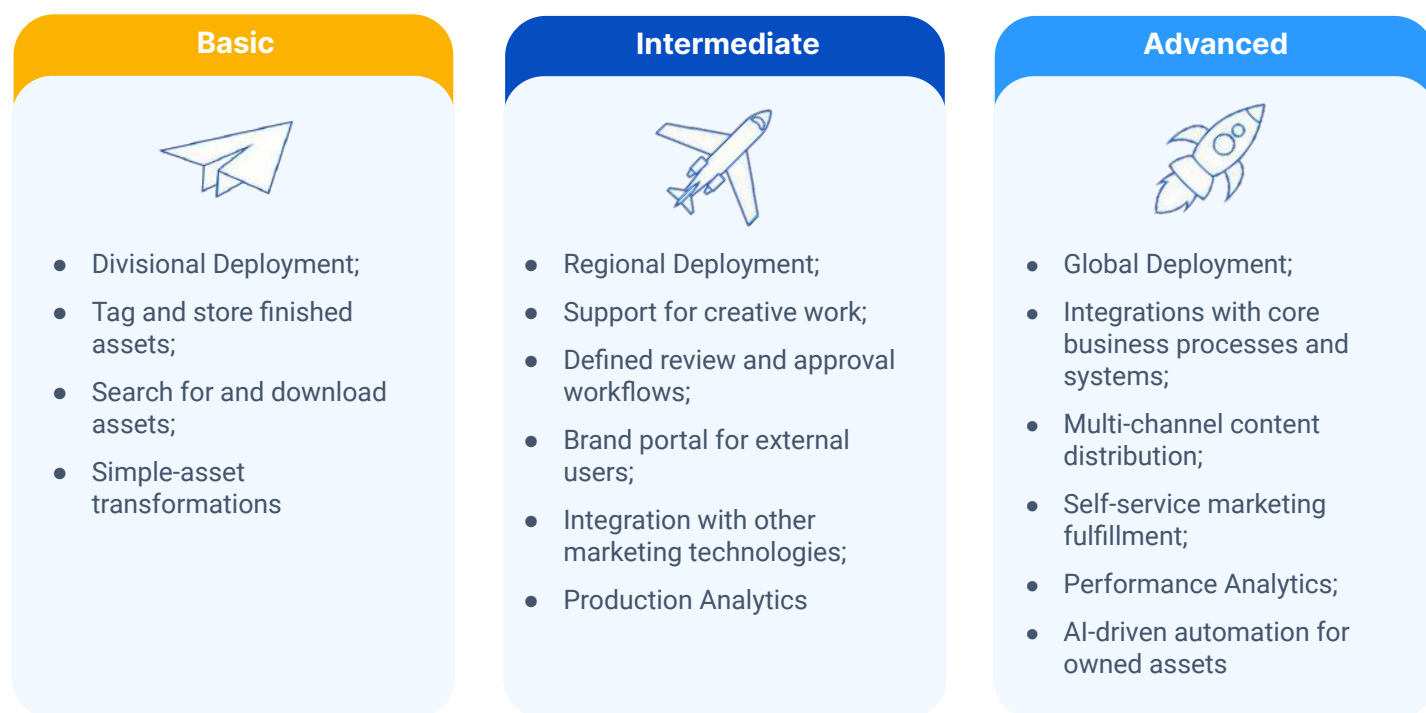 Basic
● Divisional Deployment;
● Tag and store finished
assets;
● Search for and download
assets;
● Simple-asset
transformations
Intermediate
● Regional Deployment;
● Support for creative work;
● Defined review and approval
workflows;
● Brand portal for external
users;
● Integration with other
marketing technologies;
● Production Analytics
Advanced
● Global Deployment;
● Integrations with core
business processes and
systems;
● Multi-channel content
distribution;
● Self-service marketing
fulfillment;
● Performance Analytics;
● AI-driven automation for
owned assets